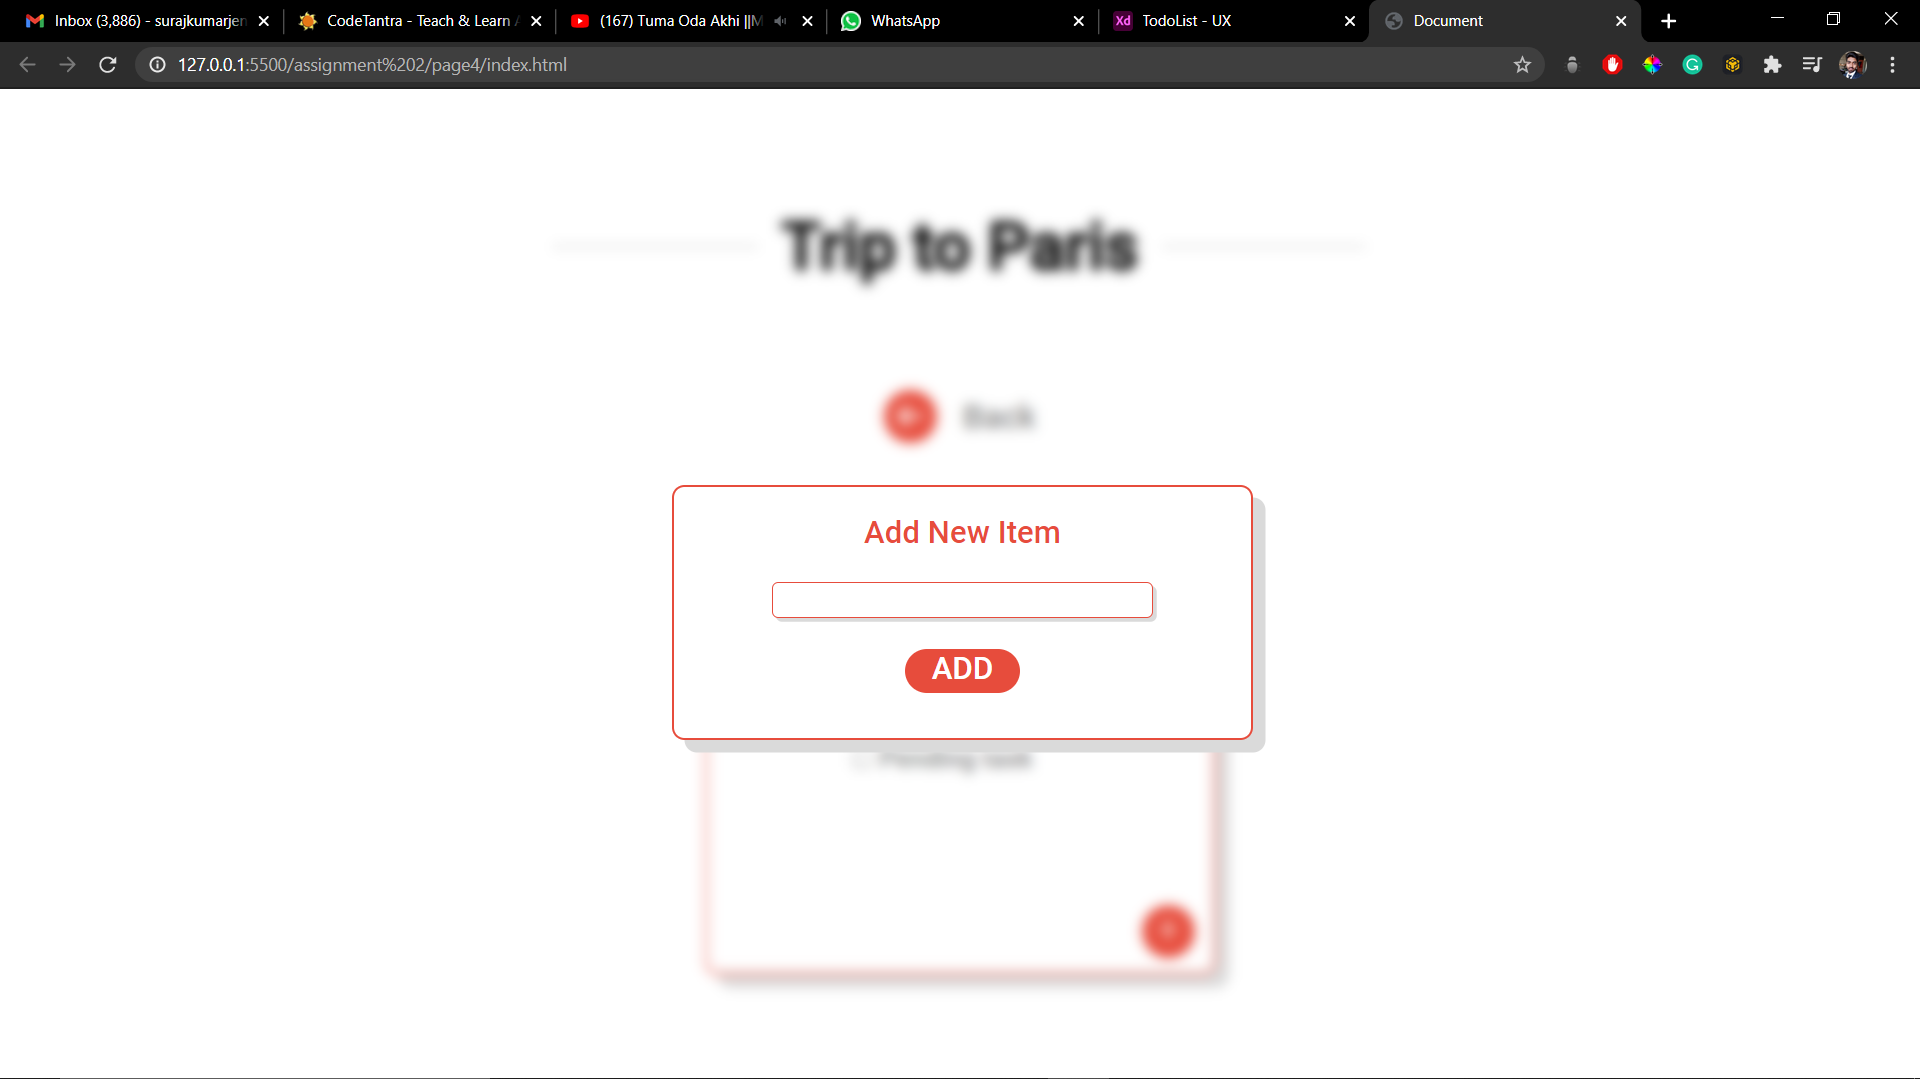 Inbox (3,886) - surajkumarjen
CodeTantra - Teach & Learn
(167) Tuma Oda Akhi ||M
WhatsApp
Xd
TodoList - UX
Document
127.0.0.1:5500/assignment%202/page4/index.html
Trip to Paris
Back
Add New Item
ADD
Pending task